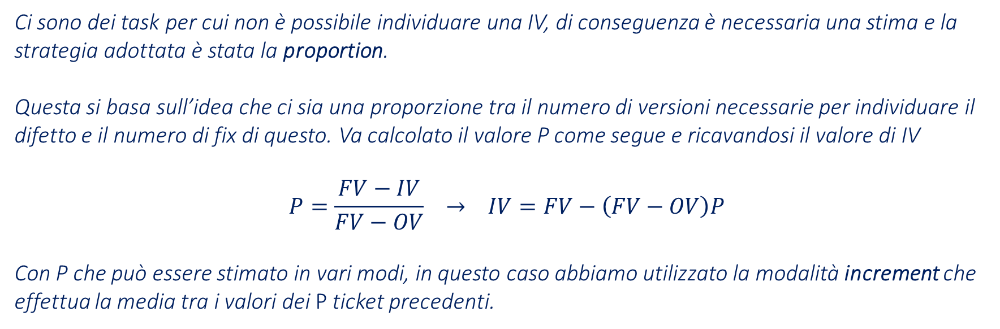 Ci sono dei task per cui non è possibile individuare una IV, di conseguenza è necessaria una stima e la
strategia adottata è stata la proportion.
Questa si basa sull’idea che ci sia una proporzione tra il numero di versioni necessarie per individuare il
difetto e il numero di fix di questo. Va calcolato il valore P come segue e ricavandosi il valore di IV
P = (FV − IV) / (FV − OV) → IV = FV − (FV − OV)P
Con P che può essere stimato in vari modi, in questo caso abbiamo utilizzato la modalità increment che
effettua la media tra i valori dei P ticket precedenti.